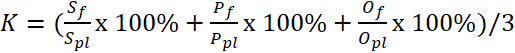 K = (S_f/S_pl x 100% + P_f/P_pl x 100% + O_f/O_pl x 100%)/3